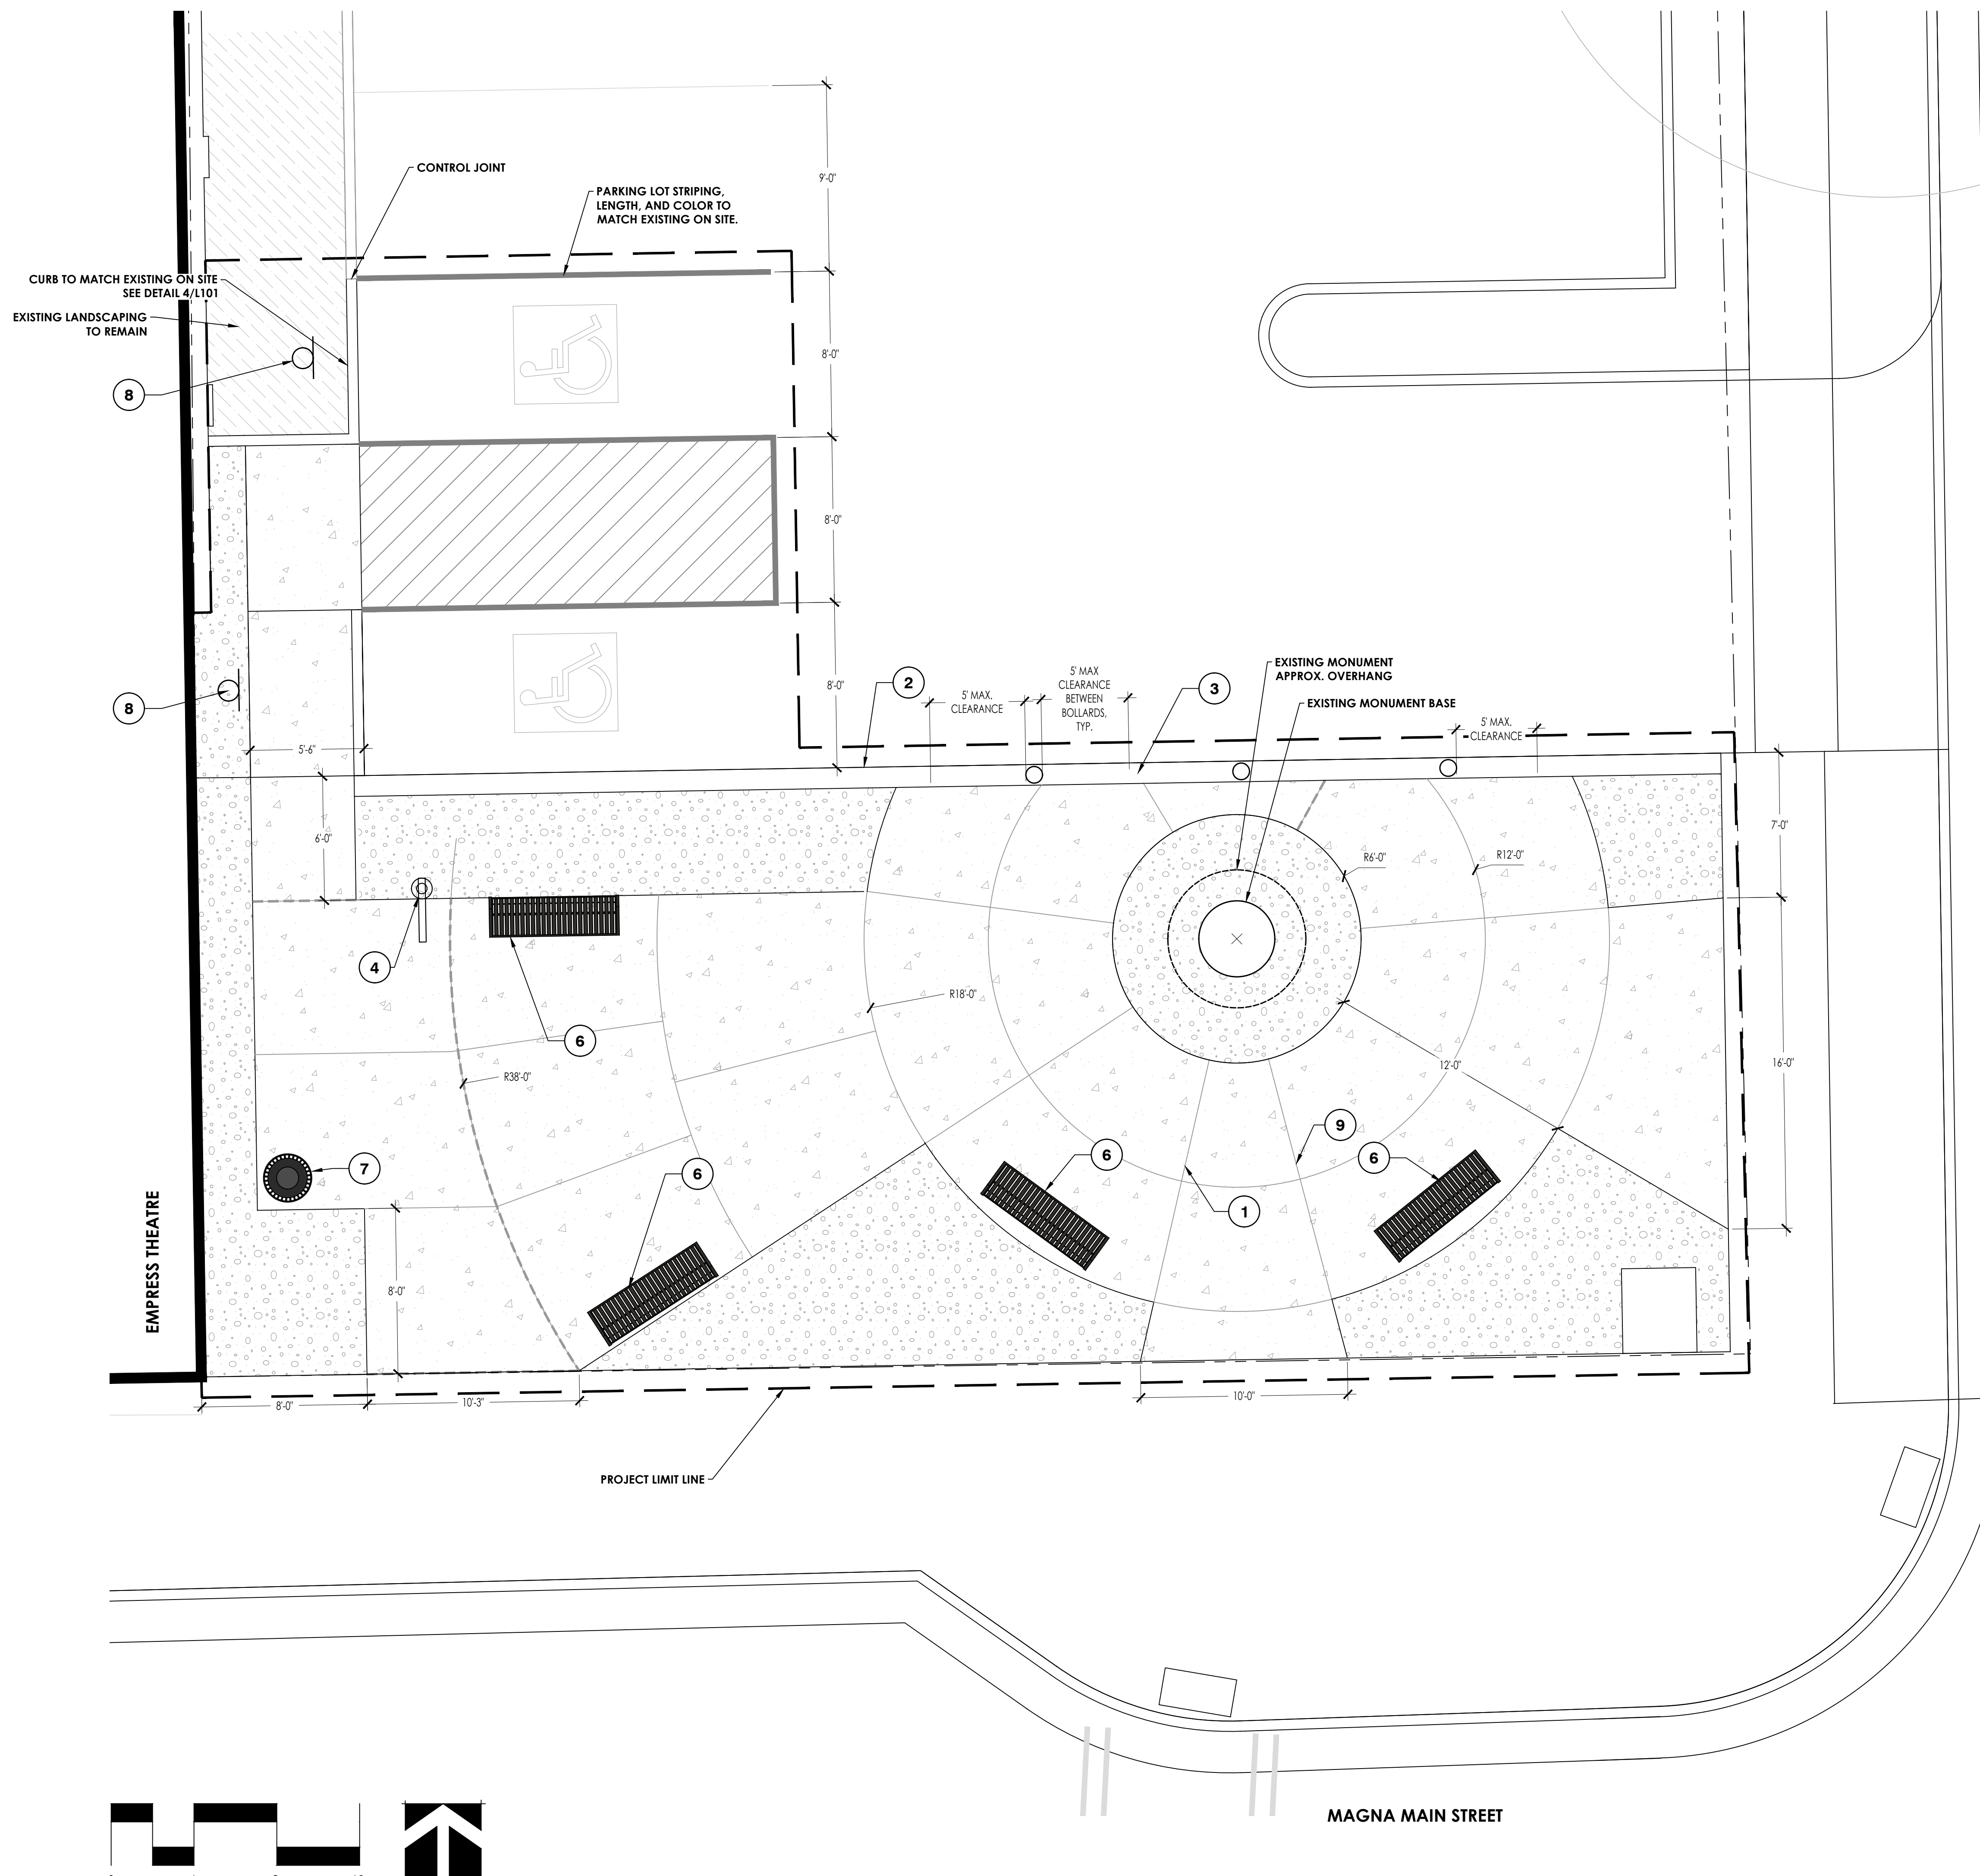 CONTROL JOINT
PARKING LOT STRIPING,
LENGTH, AND COLOR TO
MATCH EXISTING ON SITE.
9'-0"
CURB TO MATCH EXISTING ON SITE
SEE DETAIL 4/L101
EXISTING LANDSCAPING
TO REMAIN
8
8'-0"
8'-0"
8
8'-0"
2
5' MAX.
CLEARANCE
5' MAX
CLEARANCE
BETWEEN
BOLLARDS,
TYP.
3
EXISTING MONUMENT
APPROX. OVERHANG
EXISTING MONUMENT BASE
5' MAX.
CLEARANCE
5'-6"
6'-0"
7'-0"
R6'-0"
R12'-0"
4
6
R18'-0"
R38'-0"
12'-0"
16'-0"
7
6
6
6
9
1
8'-0"
EMPRESS THEATRE
8'-0"
10'-3"
10'-0"
PROJECT LIMIT LINE
MAGNA MAIN STREET